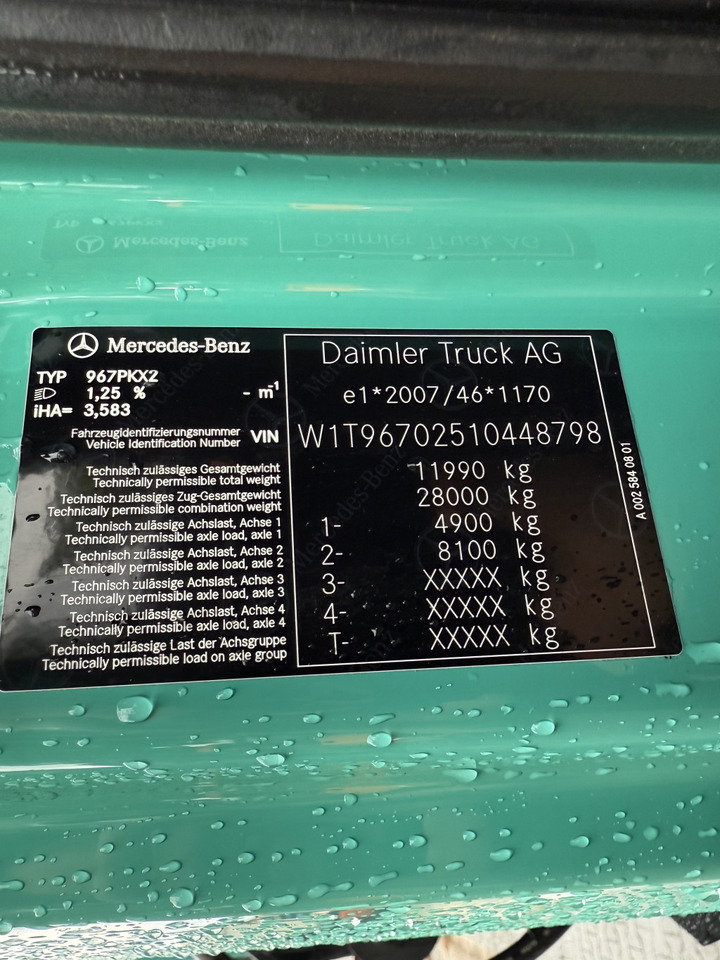 Mercedes-Benz
TYP 967PKX2
1,25 % - m-1
iHA= 3,583
Daimler Truck AG
e1*2007/46*1170
Fahrzeugidentifizierungsnummer
Vehicle Identification Number VIN W1T96702510448798
Technisch zulässiges Gesamtgewicht
Technically permissible total weight 11990 kg
Technisch zulässiges Zug-Gesamtgewicht
Technically permissible combination weight 28000 kg
Technisch zulässige Achslast, Achse 1
Technically permissible axle load, axle 1 1- 4900 kg
Technisch zulässige Achslast, Achse 2
Technically permissible axle load, axle 2 2- 8100 kg
Technisch zulässige Achslast, Achse 3
Technically permissible axle load, axle 3 3- XXXXX kg
Technisch zulässige Achslast, Achse 4
Technically permissible axle load, axle 4 4- XXXXX kg
Technisch zulässige Last der Achsgruppe
Technically permissible load on axle group T- XXXXX kg
A 002 584 08 01